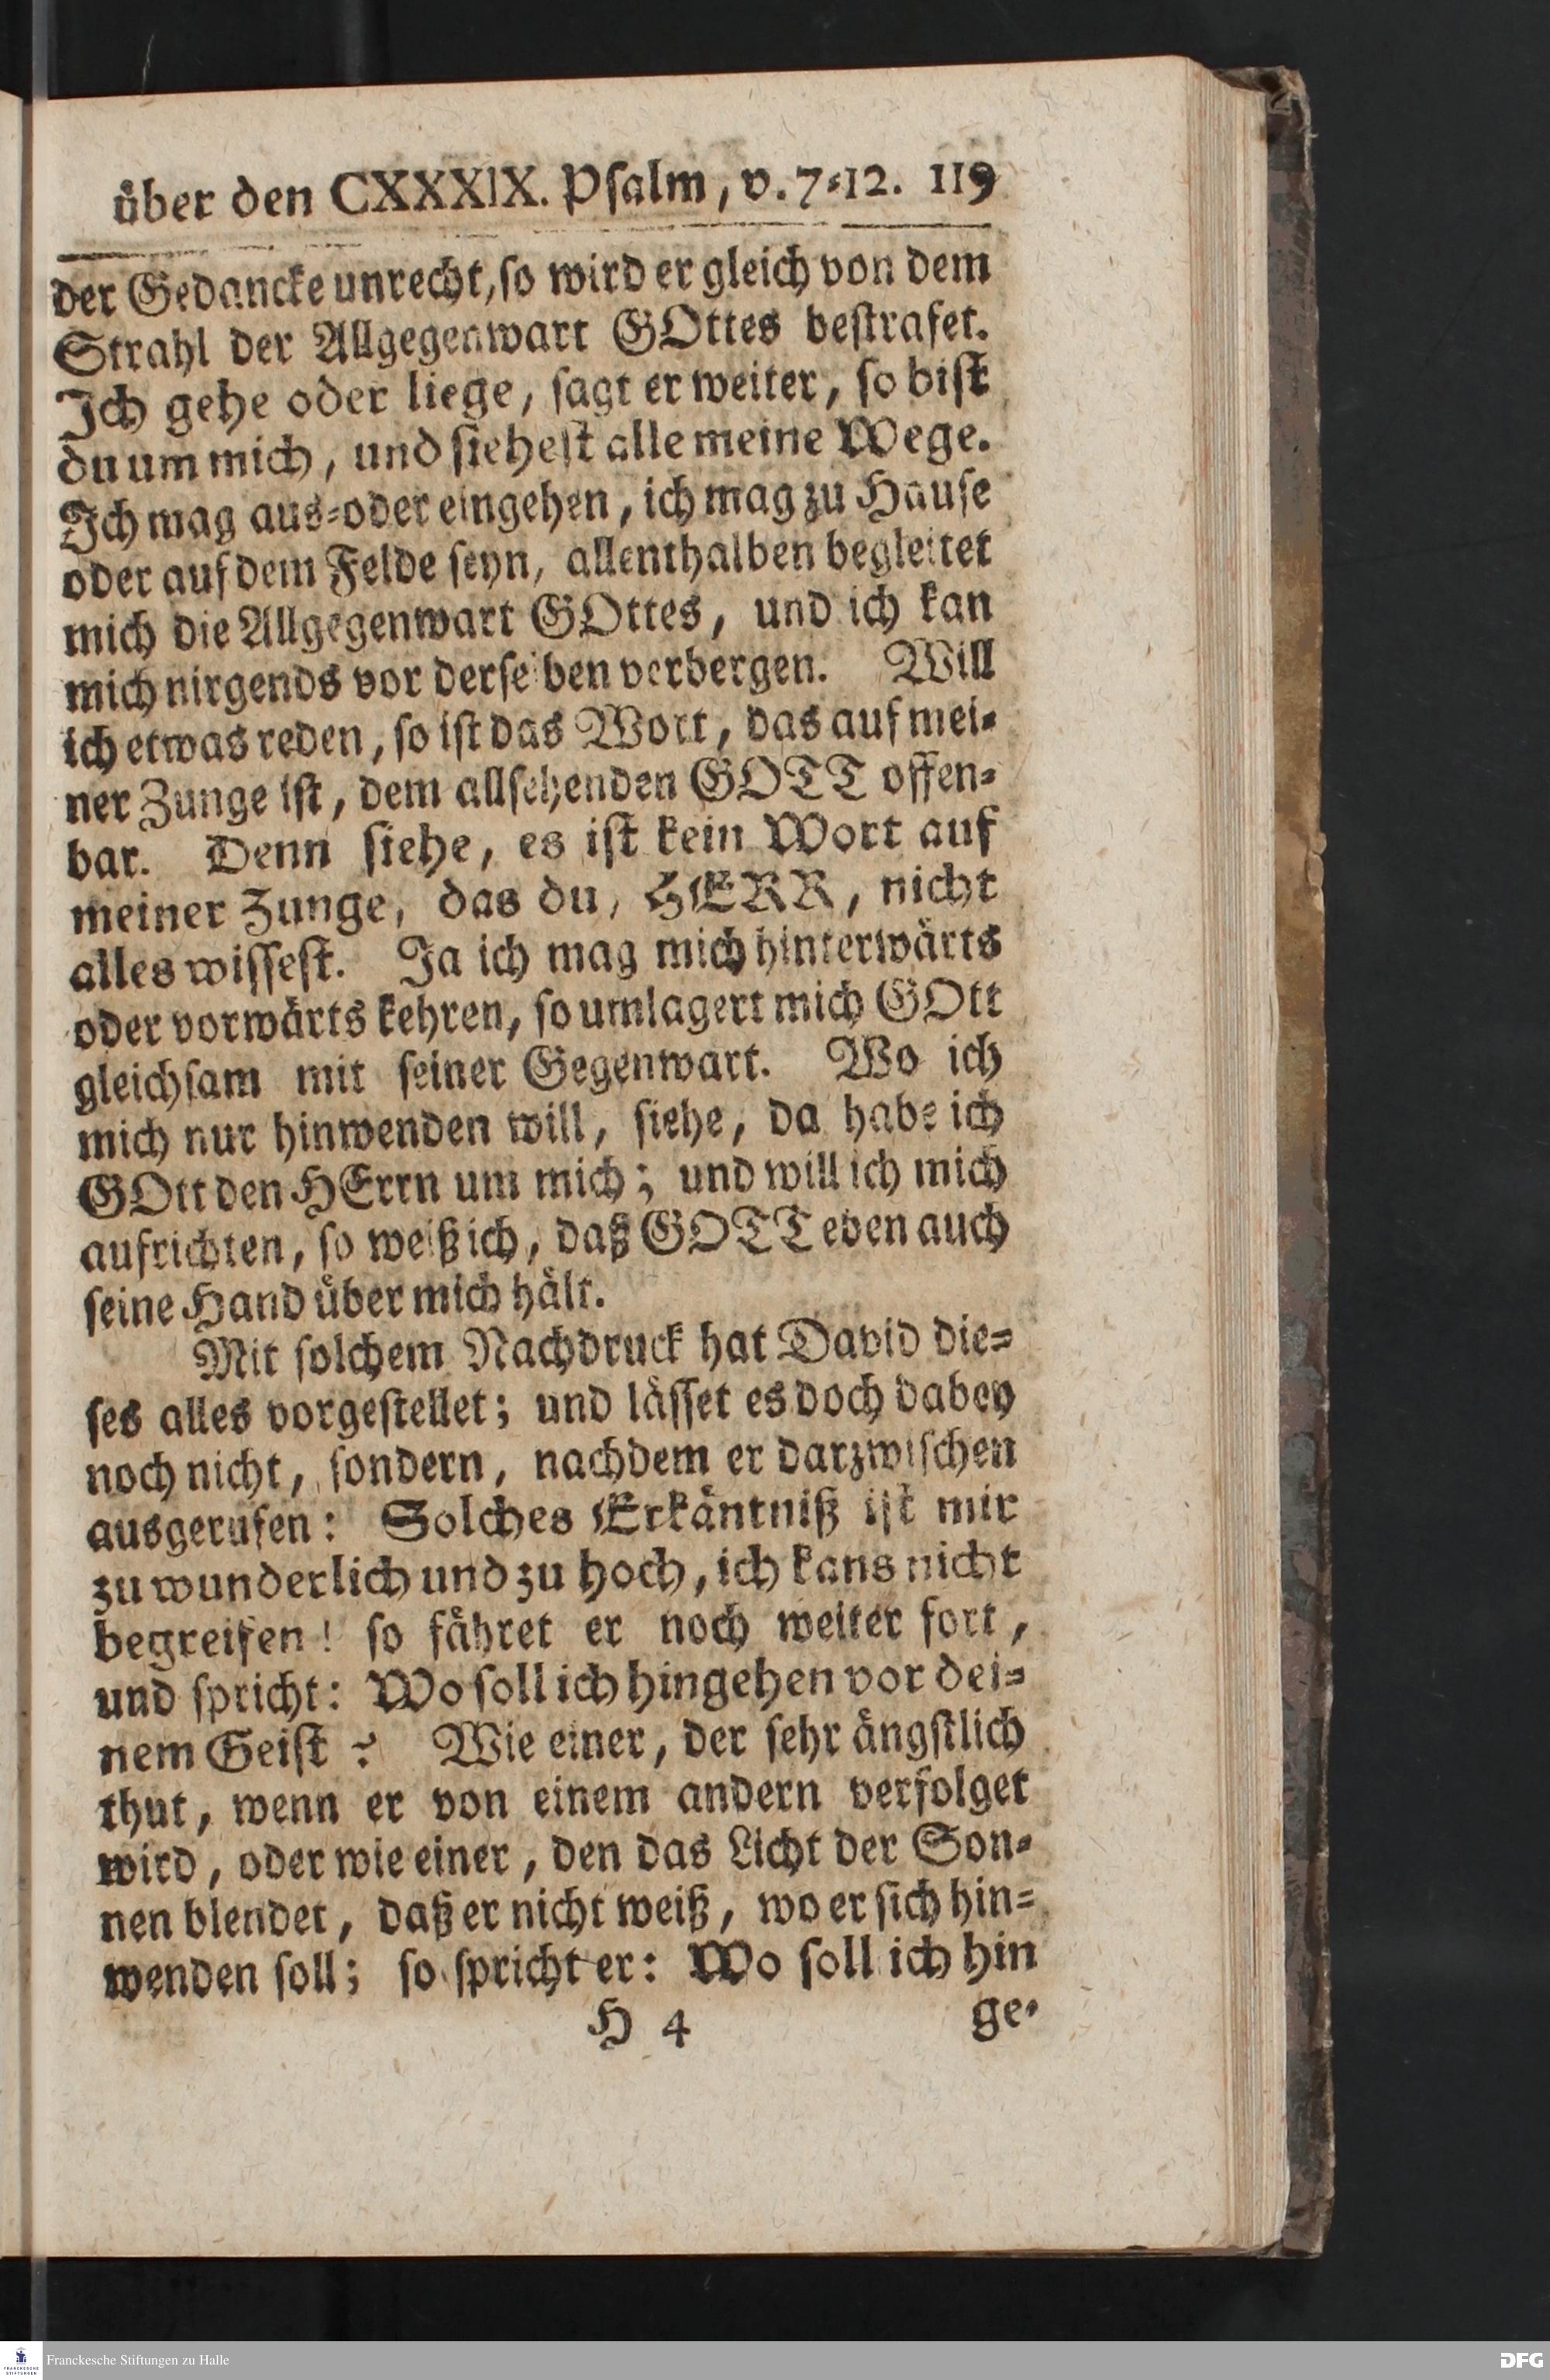 über den CXXXIX. Psalm, v. 7-12. 119
der Gedancke unrecht, so wird er gleich von dem
Strahl der Allgegenwart GOttes bestrafet.
Ich gehe oder liege, sagt er weiter, so bist
du um mich, und siehest alle meine Wege.
Ich mag aus-oder eingehen, ich mag zu Hause
oder auf dem Felde seyn, allenthalben begleitet
mich die Allgegenwart GOttes, und ich kan
mich nirgends vor derselben verbergen. Will
ich etwas reden, so ist das Wort, das auf mei-
ner Zunge ist, dem allsehenden GOTT offen-
bar. Denn siehe, es ist kein Wort auf
meiner Zunge, das du, HERR, nicht
alles wissest. Ja ich mag mich hinterwärts
oder vorwärts kehren, so umlagert mich GOtt
gleichsam mit seiner Gegenwart. Wo ich
mich nur hinwenden will, siehe, da habe ich
GOtt den HErrn um mich; und will ich mich
aufrichten, so weiß ich, daß GOTT eben auch
seine Hand über mich hält.
Mit solchem Nachdruck hat David die-
ses alles vorgestellet; und lässet es doch dabey
noch nicht, sondern, nachdem er darzwischen
ausgerufen: Solches Erkäntniß ist mir
zu wunderlich und zu hoch, ich kans nicht
begreifen! so fähret er noch weiter fort,
und spricht: Wo soll ich hingehen vor dei-
nem Geist? Wie einer, der sehr ängstlich
thut, wenn er von einem andern verfolget
wird, oder wie einer, den das Licht der Son-
nen blendet, daß er nicht weiß, wo er sich hin-
wenden soll; so spricht er: Wo soll ich hin
H 4 ge-
FRANCKESCHE STIFTUNGEN
Franckesche Stiftungen zu Halle
DFG